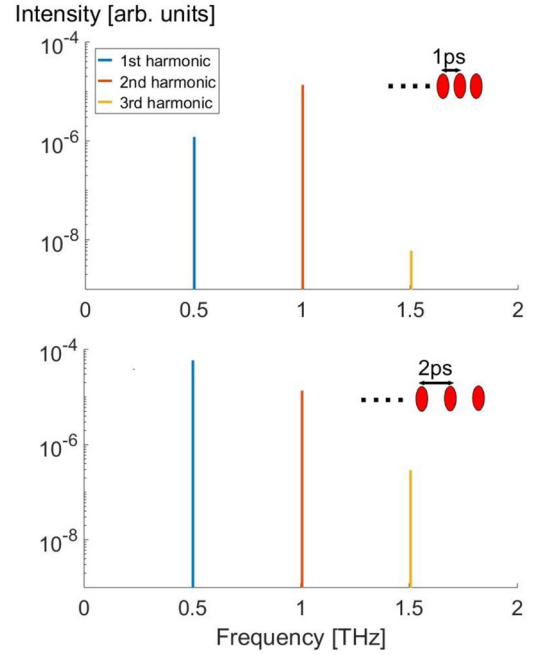 Intensity [arb. units]
10-4
1st harmonic
2nd harmonic
3rd harmonic
1ps
10-6
10-8
0 0.5 1 1.5 2
10-4
2ps
10-6
10-8
0 0.5 1 1.5 2
Frequency [THz]